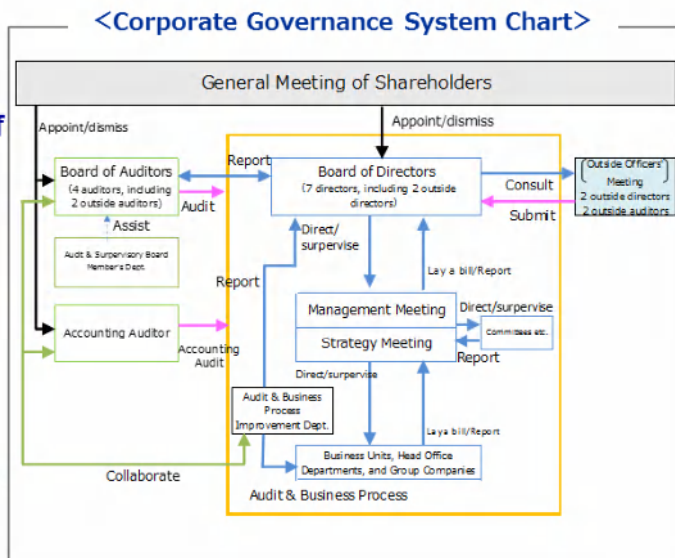 <Corporate Governance System Chart>
General Meeting of Shareholders
f
Appoint/dismiss
Appoint/dismiss
Board of Auditors
(4 auditors, including
2 outside auditors)
Report
Audit
Board of Directors
(7 directors, including 2 outside
directors)
Consult
Submit
(Outside Officers'
Meeting)
2 outside directors
2 outside auditors
Assist
Audit & Supervisory Board
Member's Dept.
Direct/
surpervise
Report
Lay a bill/Report
Accounting Auditor
Accounting
Audit
Management Meeting
Strategy Meeting
Direct/surpervise
Committees etc.
Report
Direct/surpervise
Audit & Business
Process
Improvement Dept.
Lay a bill/Report
Business Units, Head Office
Departments, and Group Companies
Collaborate
Audit & Business Process